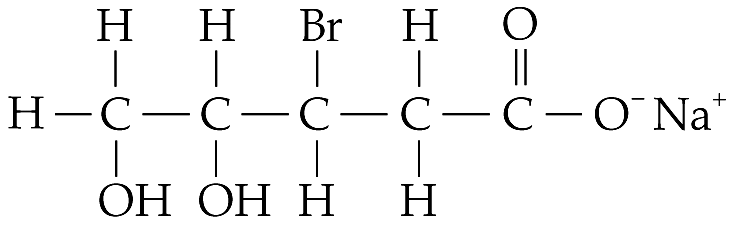 H H Br H O
H — C — C — C — C — C — O⁻ Na⁺
OH OH H H